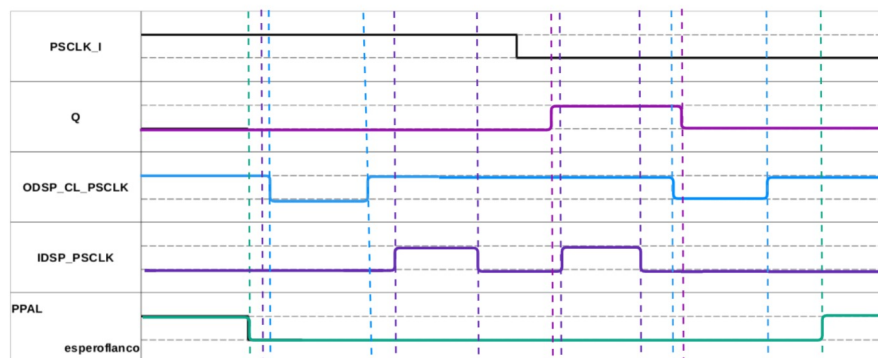 PSCLK_I
Q
ODSP_CL_PSCLK
IDSP_PSCLK
PPAL
esperoflanco